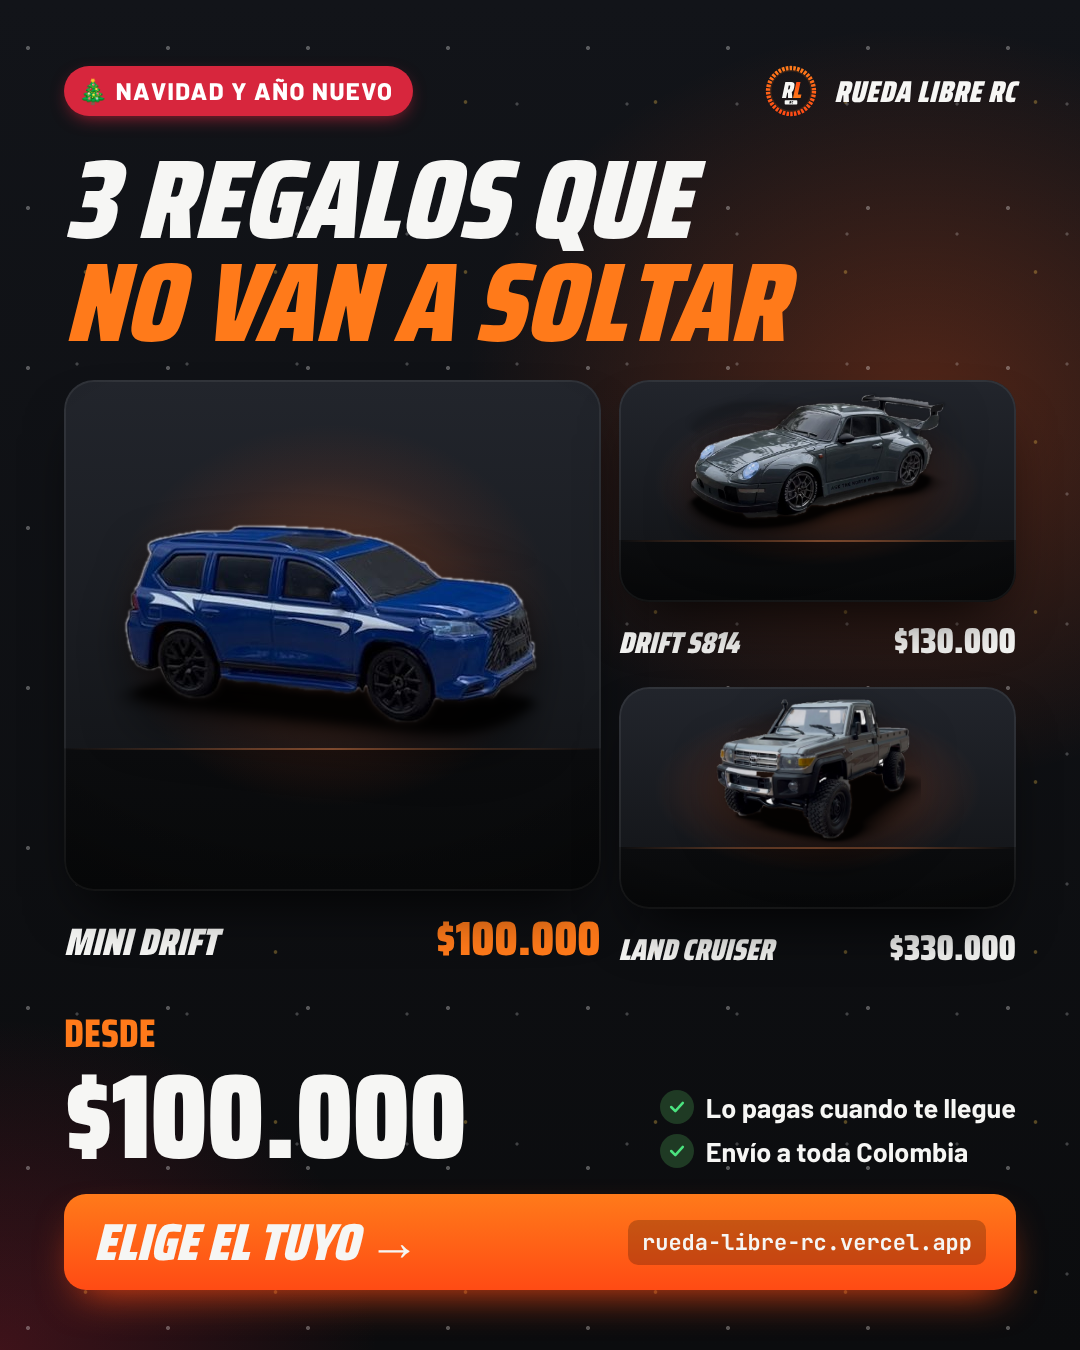 🎄 NAVIDAD Y AÑO NUEVO
RL
RC
RUEDA LIBRE RC
3 REGALOS QUE
NO VAN A SOLTAR
DRIFT S814
$130.000
MINI DRIFT
$100.000
LAND CRUISER
$330.000
DESDE
$100.000
Lo pagas cuando te llegue
Envío a toda Colombia
ELIGE EL TUYO →
rueda-libre-rc.vercel.app